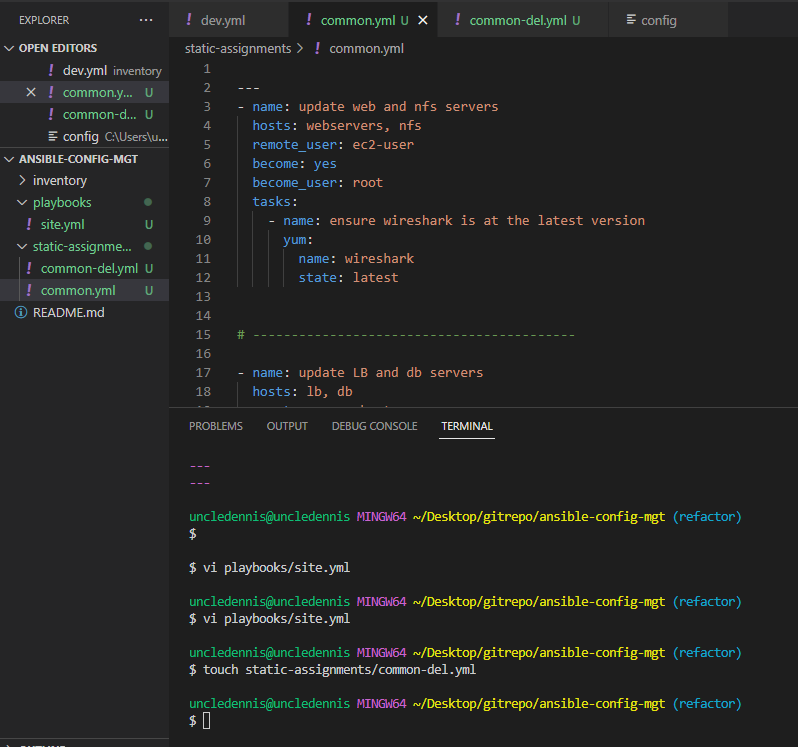 EXPLORER ...
OPEN EDITORS
! dev.yml inventory
× ! common.y... U
! common-d... U
config C:\Users\u...
ANSIBLE-CONFIG-MGT
inventory
playbooks
! site.yml U
static-assignme...
! common-del.yml U
! common.yml U
README.md
! dev.yml
! common.yml U ×
! common-del.yml U
config
static-assignments > ! common.yml
1
2 ---
3 - name: update web and nfs servers
4 hosts: webservers, nfs
5 remote_user: ec2-user
6 become: yes
7 become_user: root
8 tasks:
9 - name: ensure wireshark is at the latest version
10 yum:
11 name: wireshark
12 state: latest
13
14
15 # ------------------------------------------
16
17 - name: update LB and db servers
18 hosts: lb, db
PROBLEMS OUTPUT DEBUG CONSOLE TERMINAL
---
---
uncledennis@uncledennis MINGW64 ~/Desktop/gitrepo/ansible-config-mgt (refactor)
$
$ vi playbooks/site.yml
uncledennis@uncledennis MINGW64 ~/Desktop/gitrepo/ansible-config-mgt (refactor)
$ vi playbooks/site.yml
uncledennis@uncledennis MINGW64 ~/Desktop/gitrepo/ansible-config-mgt (refactor)
$ touch static-assignments/common-del.yml
uncledennis@uncledennis MINGW64 ~/Desktop/gitrepo/ansible-config-mgt (refactor)
$